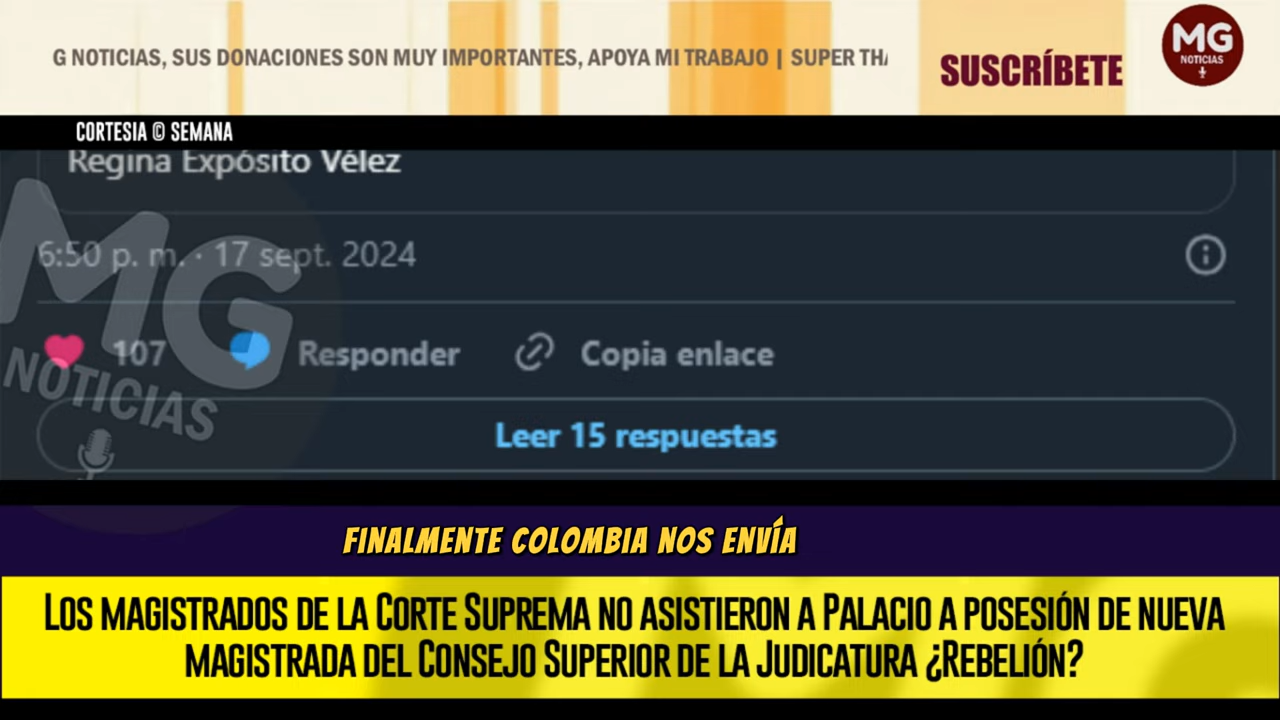 G NOTICIAS, SUS DONACIONES SON MUY IMPORTANTES, APOYA MI TRABAJO | SUPER THA
SUSCRÍBETE
MG
NOTICIAS
CORTESIA © SEMANA
Regina Expósito Vélez
6:50 p. m. · 17 sept. 2024
107 Responder Copia enlace
MG
NOTICIAS
Leer 15 respuestas
FINALMENTE COLOMBIA NOS ENVÍA
LOS MAGISTRADOS DE LA CORTE SUPREMA NO ASISTIERON A PALACIO A POSESIÓN DE NUEVA
MAGISTRADA DEL CONSEJO SUPERIOR DE LA JUDICATURA ¿REBELIÓN?